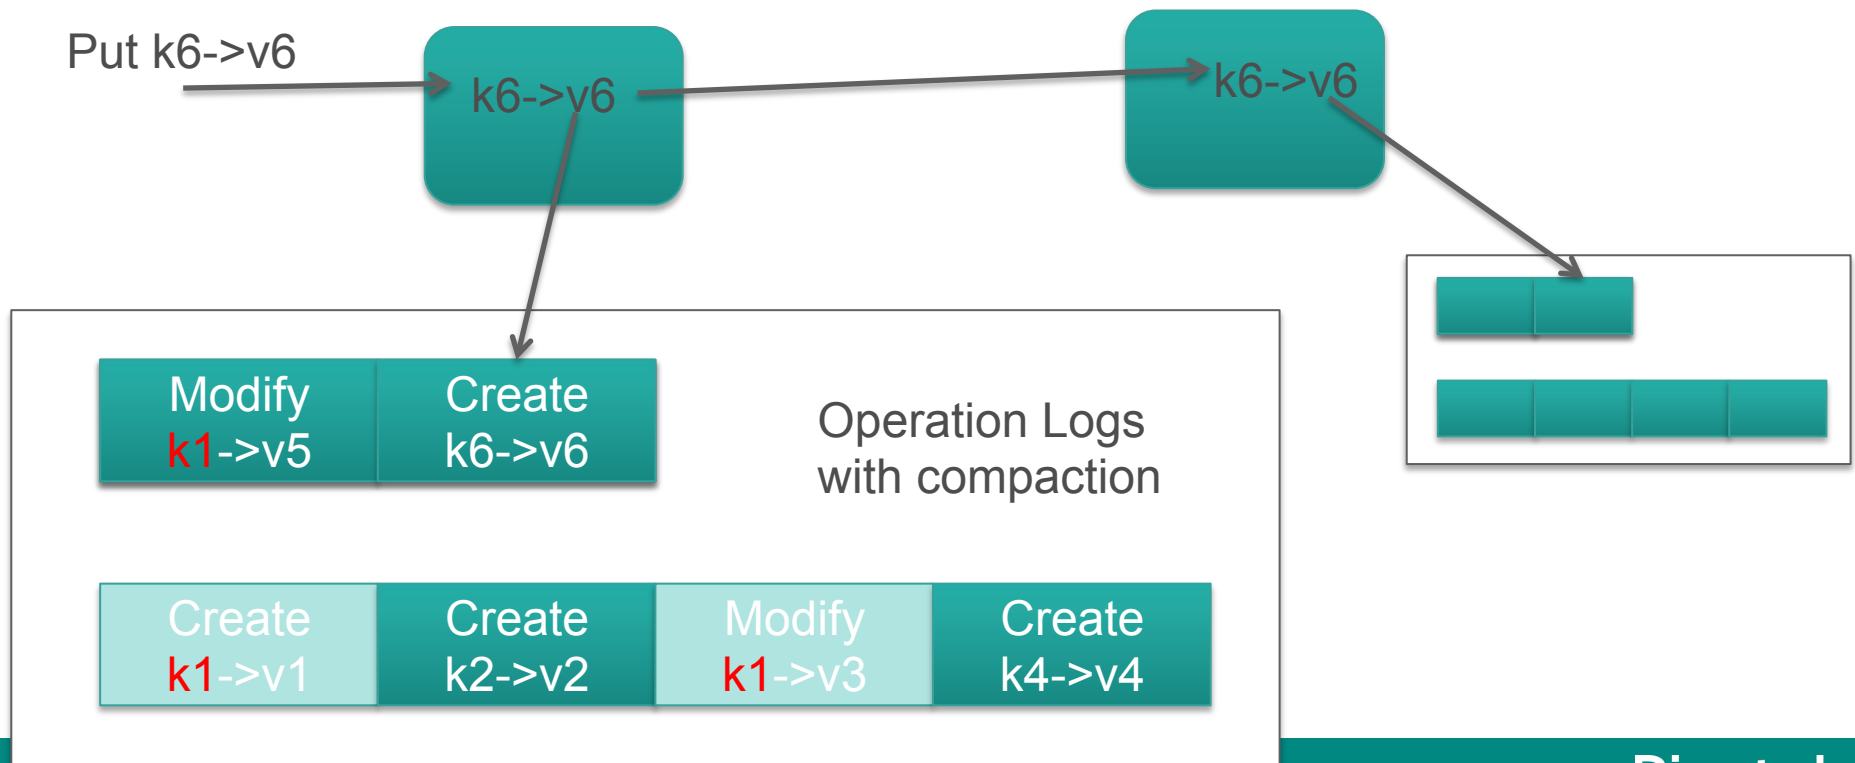 Put k6->v6
k6->v6
k6->v6
Modify
k1->v5
Create
k6->v6
Operation Logs
with compaction
Create
k1->v1
Create
k2->v2
Modify
k1->v3
Create
k4->v4